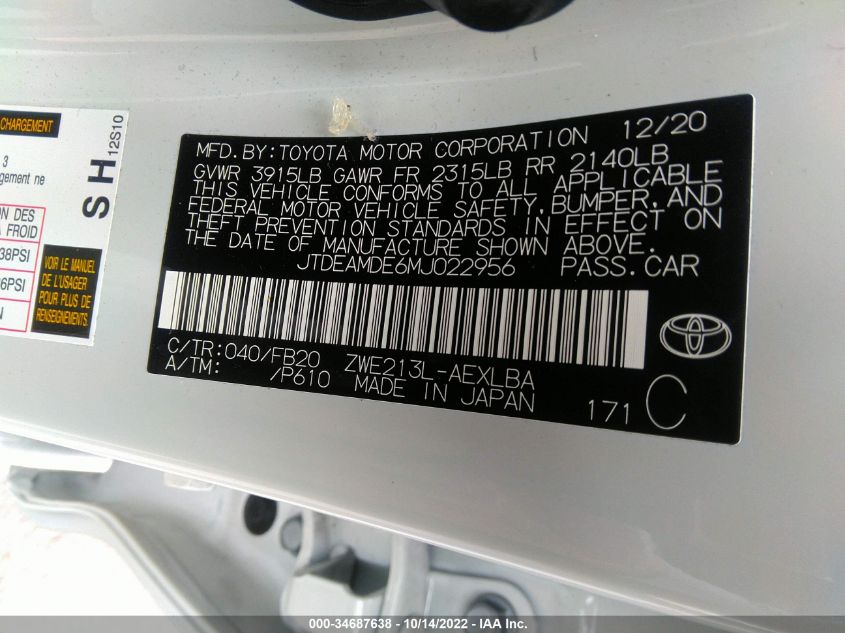 CHARGEMENT
3
gement ne
ION DES
A FROID
38PSI
6PSI
N
S H
12S10
VOIR LE MANUEL
DE L'USAGER
POUR PLUS DE
RENSEIGNEMENTS.
MFD. BY: TOYOTA MOTOR CORPORATION 12/20
GVWR 3915LB GAWR FR 2315LB RR 2140LB
THIS VEHICLE CONFORMS TO ALL APPLICABLE
FEDERAL MOTOR VEHICLE SAFETY, BUMPER, AND
THEFT PREVENTION STANDARDS IN EFFECT ON
THE DATE OF MANUFACTURE SHOWN ABOVE.
JTDEAMDE6MJ022956 PASS. CAR
C/TR: 040/FB20 ZWE213L-AEXLBA
A/TM: /P610 MADE IN JAPAN
171 C
000-34687638 - 10/14/2022 - IAA Inc.